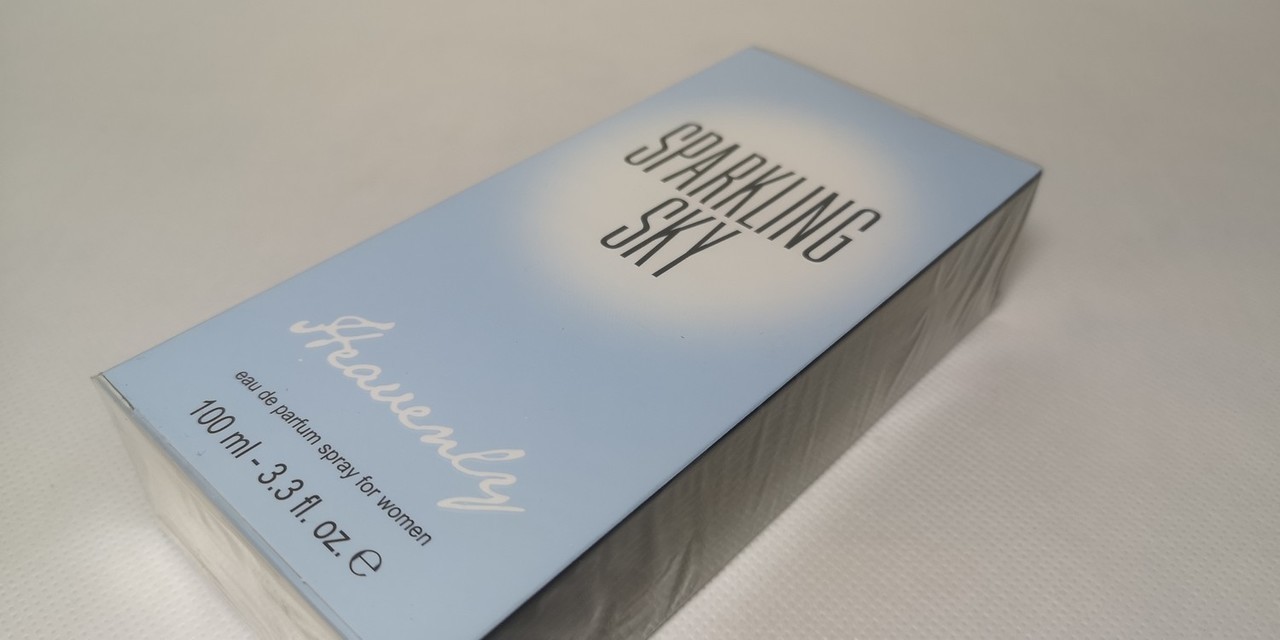 SPARKLING
SKY
Heavenly
eau de parfum spray for women
100 ml - 3.3 fl. oz. ℮